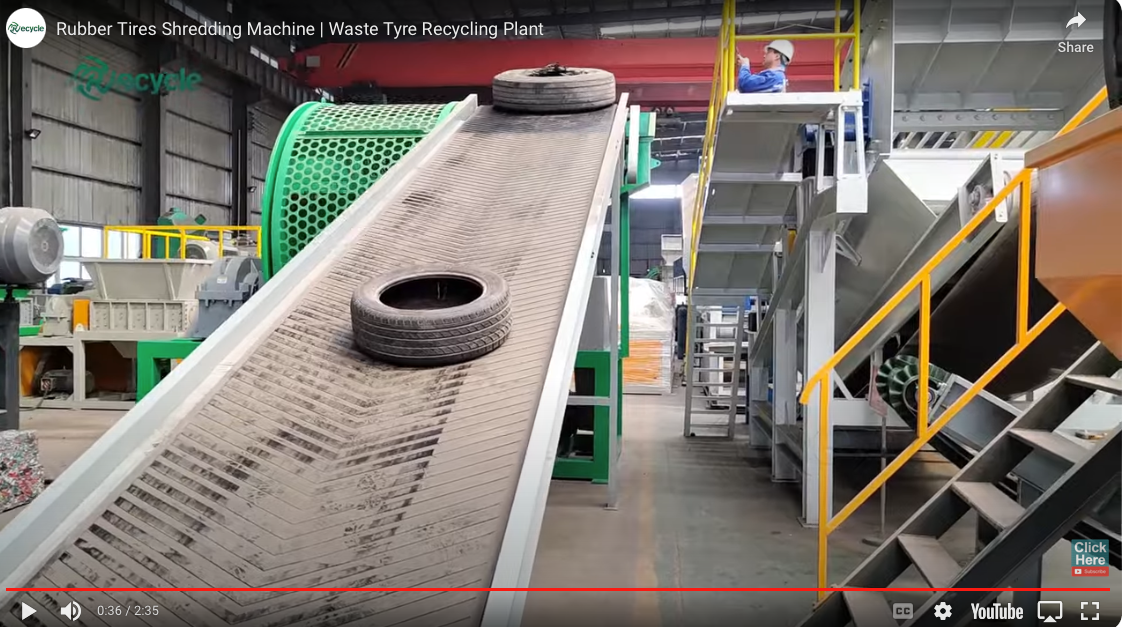 Recycle
Rubber Tires Shredding Machine | Waste Tyre Recycling Plant
Share
Recycle
Click
Here
Subscribe
0:36 / 2:35
CC
YouTube